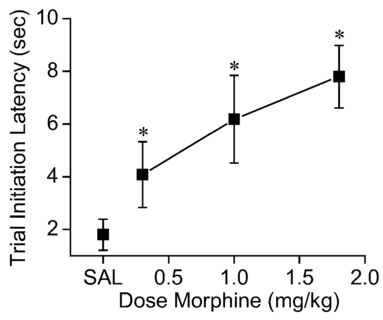 Trial Initiation Latency (sec)
10
8
6
4
2
*
*
*
SAL 0.5 1.0 1.5 2.0
Dose Morphine (mg/kg)